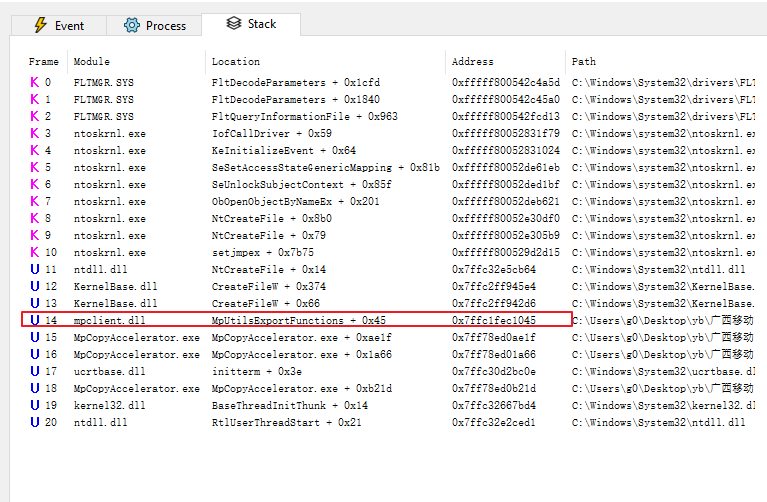 Event Process Stack
Frame Module Location Address Path
K 0 FLTMGR.SYS FltDecodeParameters + 0x1cfd 0xfffff800542c4a5d C:\Windows\System32\drivers\FLT
K 1 FLTMGR.SYS FltDecodeParameters + 0x1840 0xfffff800542c45a0 C:\Windows\System32\drivers\FLT
K 2 FLTMGR.SYS FltQueryInformationFile + 0x963 0xfffff800542fcd13 C:\Windows\System32\drivers\FLT
K 3 ntoskrnl.exe IofCallDriver + 0x59 0xfffff80052831f79 C:\Windows\system32\ntoskrnl.ex
K 4 ntoskrnl.exe KeInitializeEvent + 0x64 0xfffff80052831024 C:\Windows\system32\ntoskrnl.ex
K 5 ntoskrnl.exe SeSetAccessStateGenericMapping + 0x81b 0xfffff80052de61eb C:\Windows\system32\ntoskrnl.ex
K 6 ntoskrnl.exe SeUnlockSubjectContext + 0x85f 0xfffff80052ded1bf C:\Windows\system32\ntoskrnl.ex
K 7 ntoskrnl.exe ObOpenObjectByNameEx + 0x201 0xfffff80052deb621 C:\Windows\system32\ntoskrnl.ex
K 8 ntoskrnl.exe NtCreateFile + 0x8b0 0xfffff80052e30df0 C:\Windows\system32\ntoskrnl.ex
K 9 ntoskrnl.exe NtCreateFile + 0x79 0xfffff80052e305b9 C:\Windows\system32\ntoskrnl.ex
K 10 ntoskrnl.exe setjmpex + 0x7b75 0xfffff800529d2d15 C:\Windows\system32\ntoskrnl.ex
U 11 ntdll.dll NtCreateFile + 0x14 0x7ffc32e5cb64 C:\Windows\System32\ntdll.dll
U 12 KernelBase.dll CreateFileW + 0x374 0x7ffc2ff945e4 C:\Windows\System32\KernelBase.
U 13 KernelBase.dll CreateFileW + 0x66 0x7ffc2ff942d6 C:\Windows\System32\KernelBase.
U 14 mpclient.dll MpUtilsExportFunctions + 0x45 0x7ffc1fec1045 C:\Users\g0\Desktop\yb\广西移动
U 15 MpCopyAccelerator.exe MpCopyAccelerator.exe + 0xae1f 0x7ff78ed0ae1f C:\Users\g0\Desktop\yb\广西移动
U 16 MpCopyAccelerator.exe MpCopyAccelerator.exe + 0x1a66 0x7ff78ed01a66 C:\Users\g0\Desktop\yb\广西移动
U 17 ucrtbase.dll initterm + 0x3e 0x7ffc30d2bc0e C:\Windows\System32\ucrtbase.dl
U 18 MpCopyAccelerator.exe MpCopyAccelerator.exe + 0xb21d 0x7ff78ed0b21d C:\Users\g0\Desktop\yb\广西移动
U 19 kernel32.dll BaseThreadInitThunk + 0x14 0x7ffc32667bd4 C:\Windows\System32\kernel32.dl
U 20 ntdll.dll RtlUserThreadStart + 0x21 0x7ffc32e2ced1 C:\Windows\System32\ntdll.dll